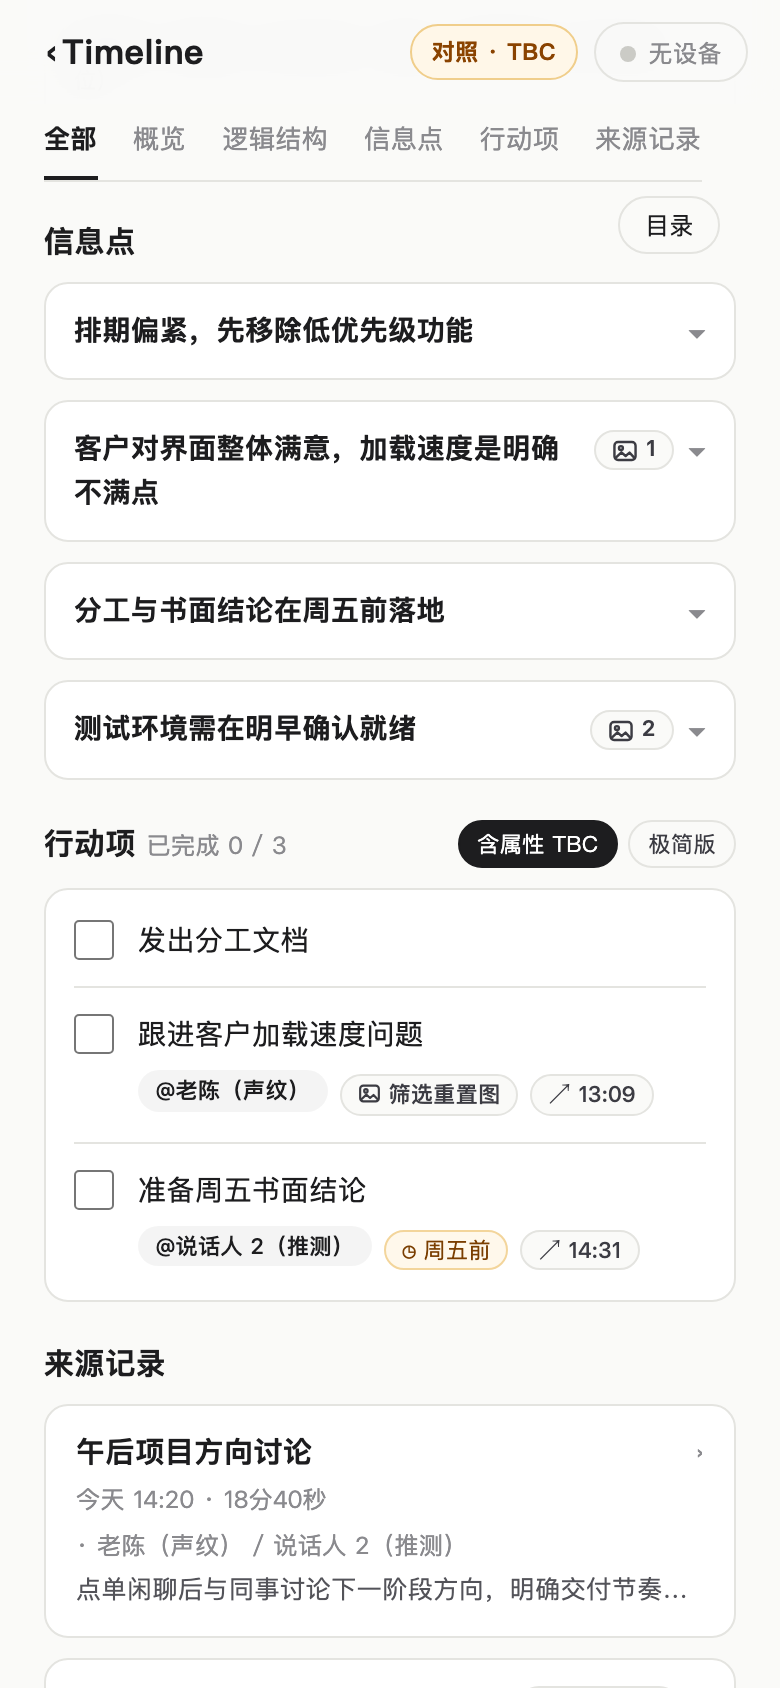 ‹Timeline
对照 · TBC
无设备
全部 概览 逻辑结构 信息点 行动项 来源记录
信息点
目录
排期偏紧，先移除低优先级功能
客户对界面整体满意，加载速度是明确
不满点
1
分工与书面结论在周五前落地
测试环境需在明早确认就绪
2
行动项 已完成 0 / 3
含属性 TBC
极简版
发出分工文档
跟进客户加载速度问题
@老陈（声纹） 筛选重置图 ↗ 13:09
准备周五书面结论
@说话人 2（推测） 周五前 ↗ 14:31
来源记录
午后项目方向讨论 ›
今天 14:20 · 18分40秒
· 老陈（声纹） / 说话人 2（推测）
点单闲聊后与同事讨论下一阶段方向，明确交付节奏...